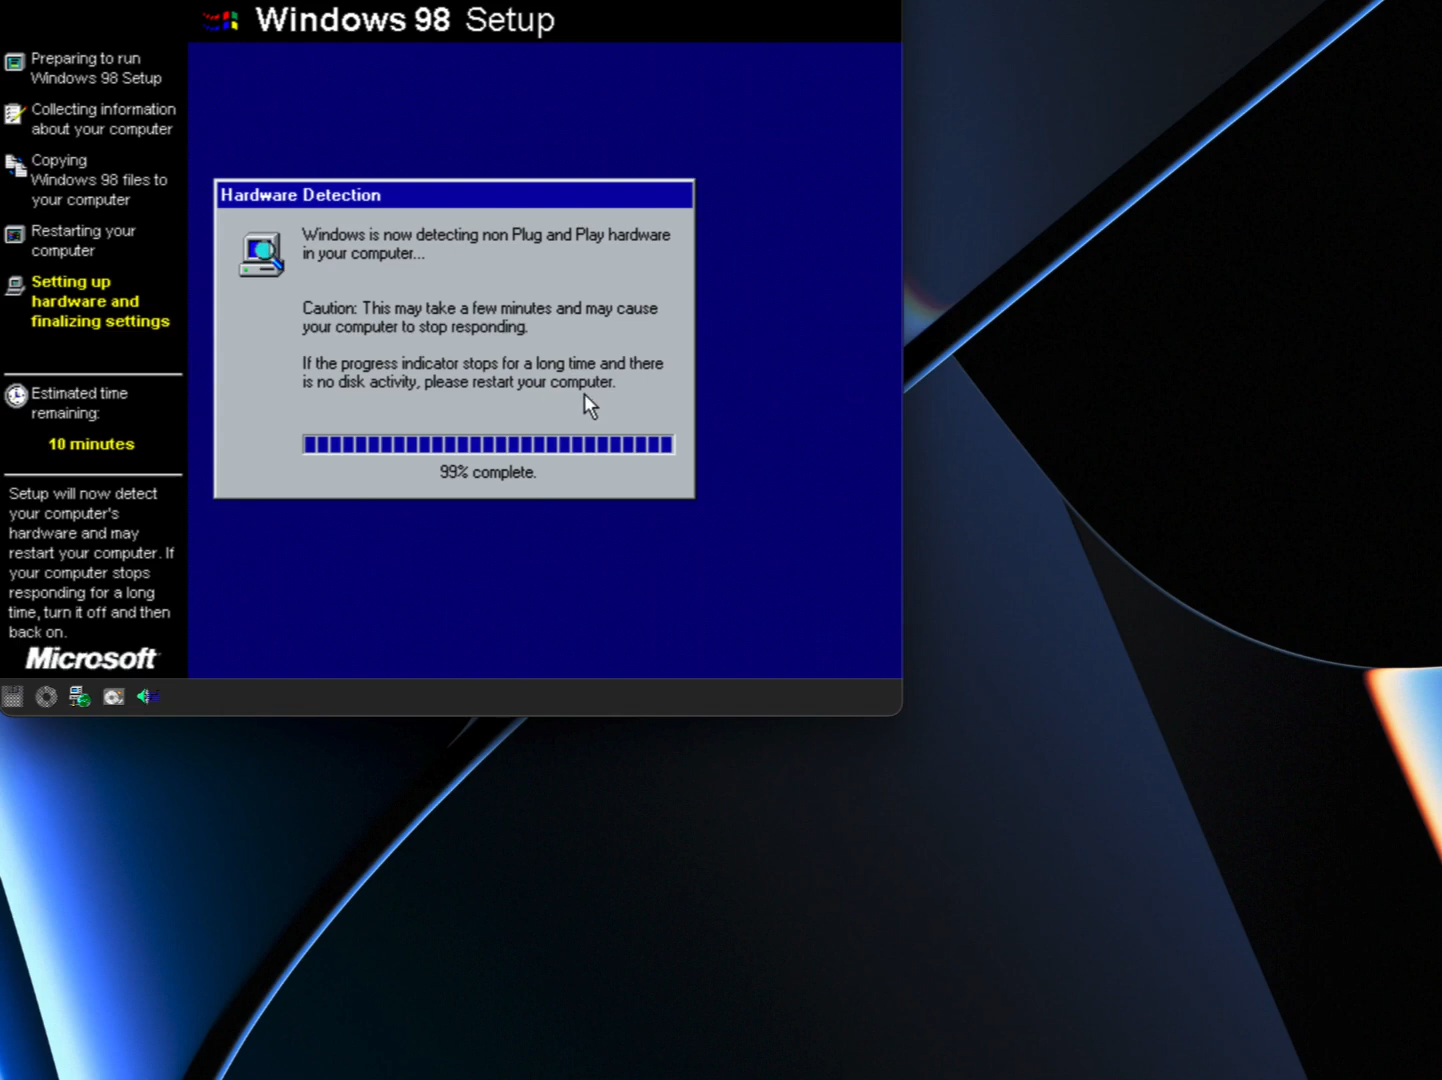 Windows 98 Setup
Preparing to run
Windows 98 Setup
Collecting information
about your computer
Copying
Windows 98 files to
your computer
Restarting your
computer
Setting up
hardware and
finalizing settings
Estimated time
remaining:
10 minutes
Setup will now detect
your computer's
hardware and may
restart your computer. If
your computer stops
responding for a long
time, turn it off and then
back on.
Microsoft
Hardware Detection
Windows is now detecting non Plug and Play hardware
in your computer...
Caution: This may take a few minutes and may cause
your computer to stop responding.
If the progress indicator stops for a long time and there
is no disk activity, please restart your computer.
99% complete.